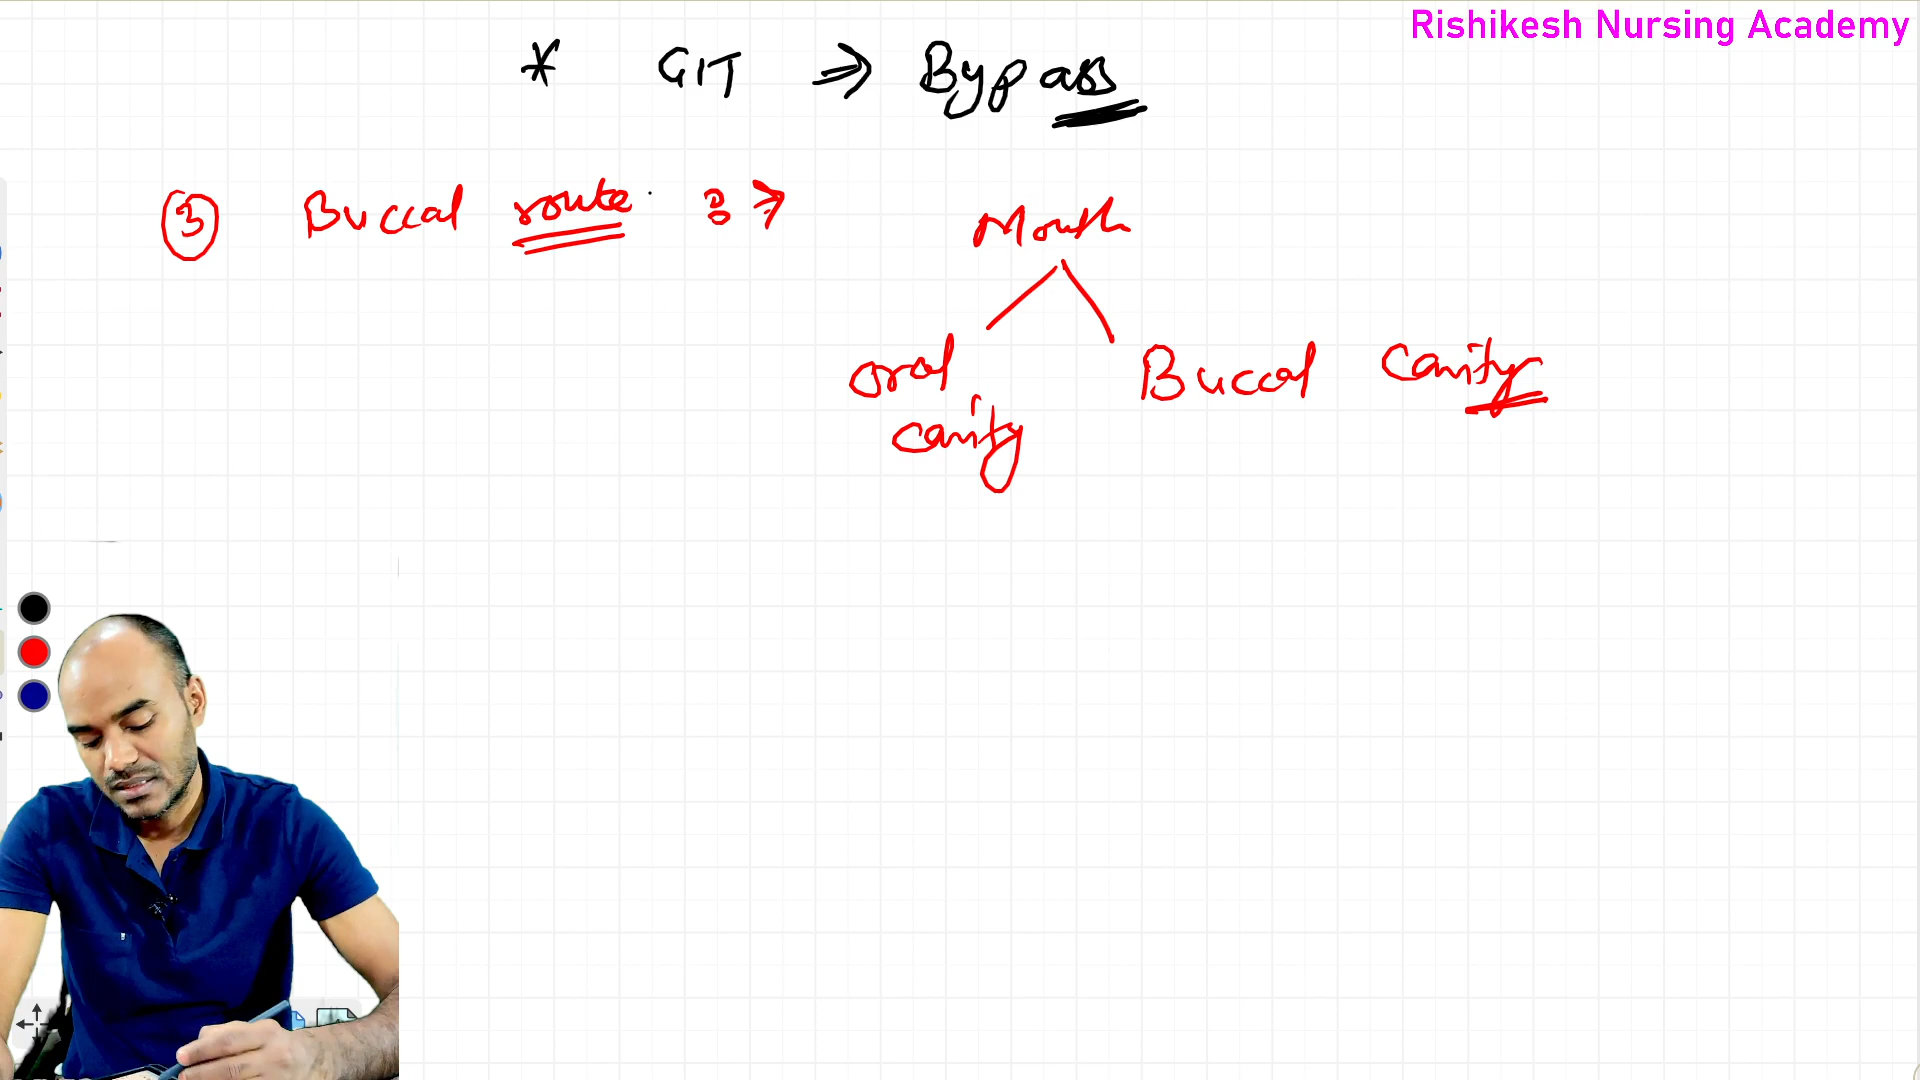 Rishikesh Nursing Academy
* GIT ⇒ Bypass
③ Buccal route :→
Mouth
oral cavity
Buccal cavity